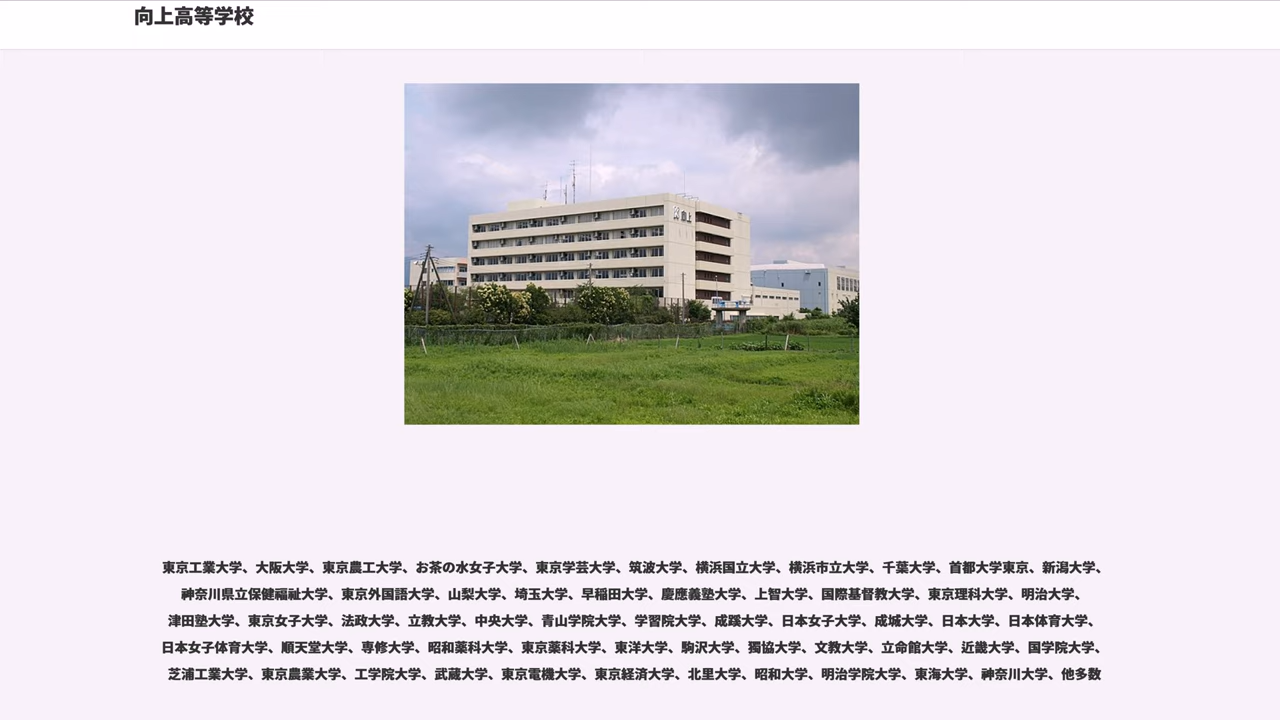 向上高等学校
向上
東京工業大学、大阪大学、東京農工大学、お茶の水女子大学、東京学芸大学、筑波大学、横浜国立大学、横浜市立大学、千葉大学、首都大学東京、新潟大学、
神奈川県立保健福祉大学、東京外国語大学、山梨大学、埼玉大学、早稲田大学、慶應義塾大学、上智大学、国際基督教大学、東京理科大学、明治大学、
津田塾大学、東京女子大学、法政大学、立教大学、中央大学、青山学院大学、学習院大学、成蹊大学、日本女子大学、成城大学、日本大学、日本体育大学、
日本女子体育大学、順天堂大学、専修大学、昭和薬科大学、東京薬科大学、東洋大学、駒沢大学、獨協大学、文教大学、立命館大学、近畿大学、国学院大学、
芝浦工業大学、東京農業大学、工学院大学、武蔵大学、東京電機大学、東京経済大学、北里大学、昭和大学、明治学院大学、東海大学、神奈川大学、他多数